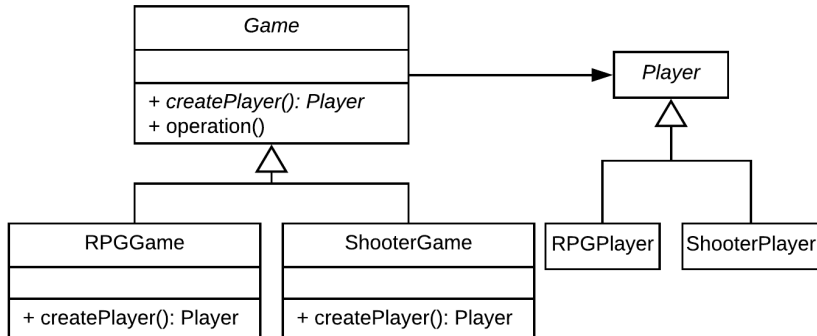 Game
Player
+ createPlayer(): Player
+ operation()
RPGGame
ShooterGame
RPGPlayer
ShooterPlayer
+ createPlayer(): Player
+ createPlayer(): Player